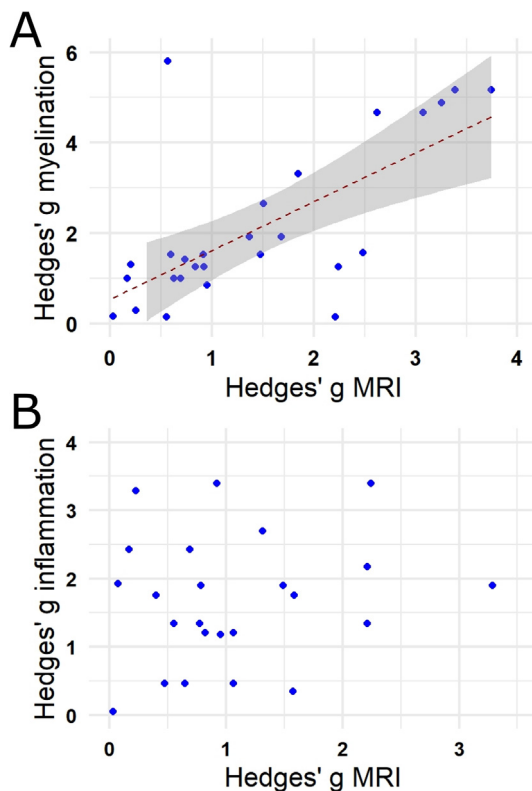 A
Hedges' g myelination
6
4
2
0
0 1 2 3 4
Hedges' g MRI
B
Hedges' g inflammation
4
3
2
1
0
0 1 2 3
Hedges' g MRI